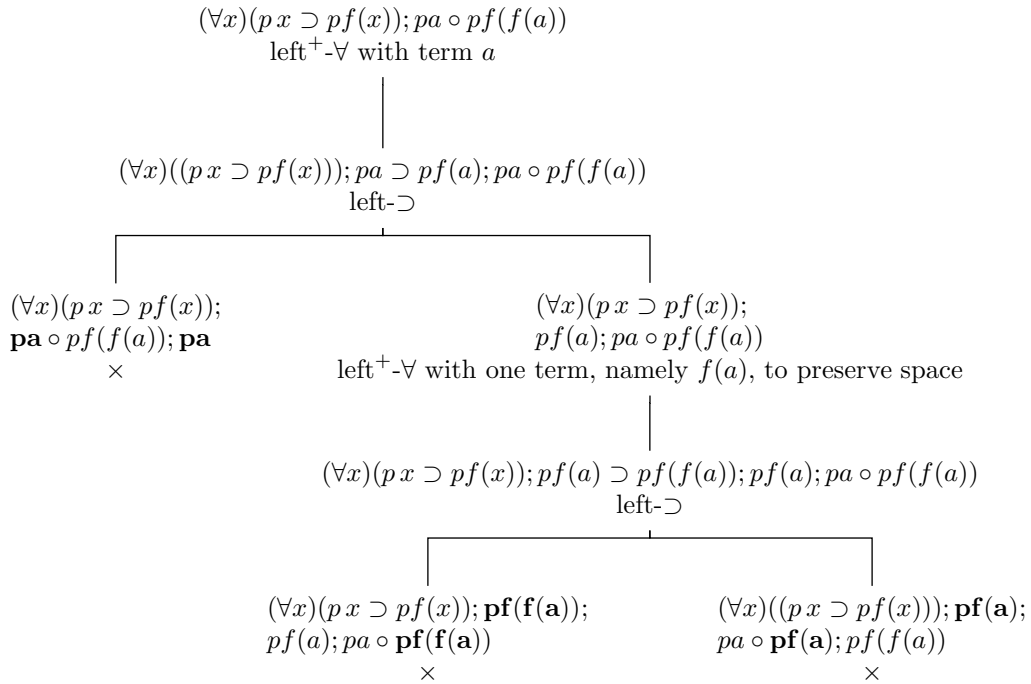 (∀x)(p x ⊃ pf(x)); pa ∘ pf(f(a))
left⁺-∀ with term a
(∀x)((p x ⊃ pf(x))); pa ⊃ pf(a); pa ∘ pf(f(a))
left-⊃
(∀x)(p x ⊃ pf(x));
pa ∘ pf(f(a)); pa
×
(∀x)(p x ⊃ pf(x));
pf(a); pa ∘ pf(f(a))
left⁺-∀ with one term, namely f(a), to preserve space
(∀x)(p x ⊃ pf(x)); pf(a) ⊃ pf(f(a)); pf(a); pa ∘ pf(f(a))
left-⊃
(∀x)(p x ⊃ pf(x)); pf(f(a));
pf(a); pa ∘ pf(f(a))
×
(∀x)((p x ⊃ pf(x))); pf(a);
pa ∘ pf(a); pf(f(a))
×